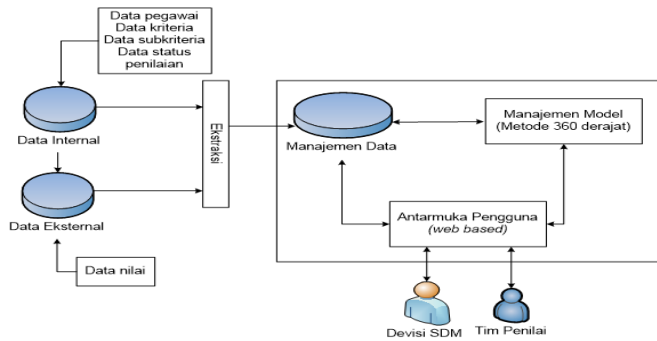 Data pegawai
Data kriteria
Data subkriteria
Data status
penilaian
Data Internal
Data Eksternal
Data nilai
Ekstraksi
Manajemen Data
Manajemen Model
(Metode 360 derajat)
Antarmuka Pengguna
(web based)
Devisi SDM
Tim Penilai